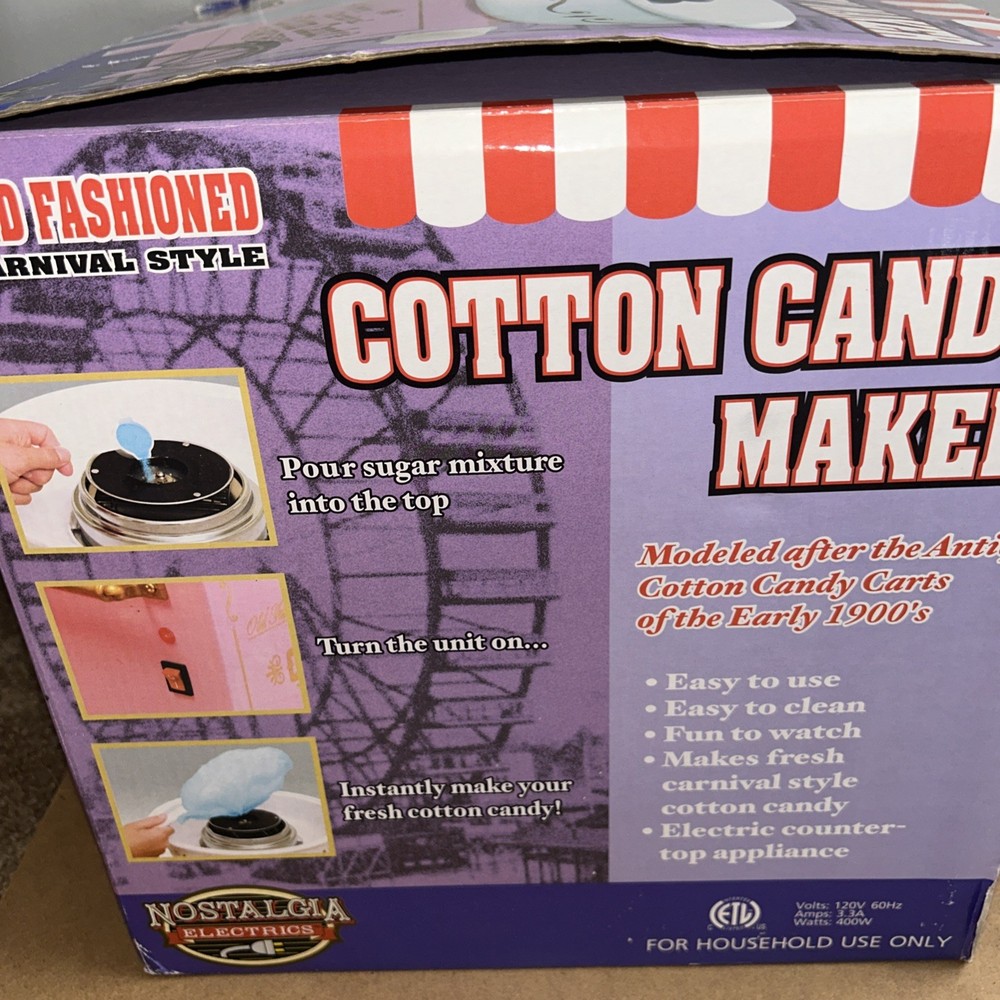 D FASHIONED
ARNIVAL STYLE
COTTON CAND
MAKE
Pour sugar mixture
into the top
Turn the unit on...
Instantly make your
fresh cotton candy!
Modeled after the Anti
Cotton Candy Carts
of the Early 1900's
• Easy to use
• Easy to clean
• Fun to watch
• Makes fresh
carnival style
cotton candy
• Electric counter-
top appliance
NOSTALGIA
ELECTRICS
ETL
Volts: 120V 60Hz
Amps: 3.3A
Watts: 400W
FOR HOUSEHOLD USE ONLY